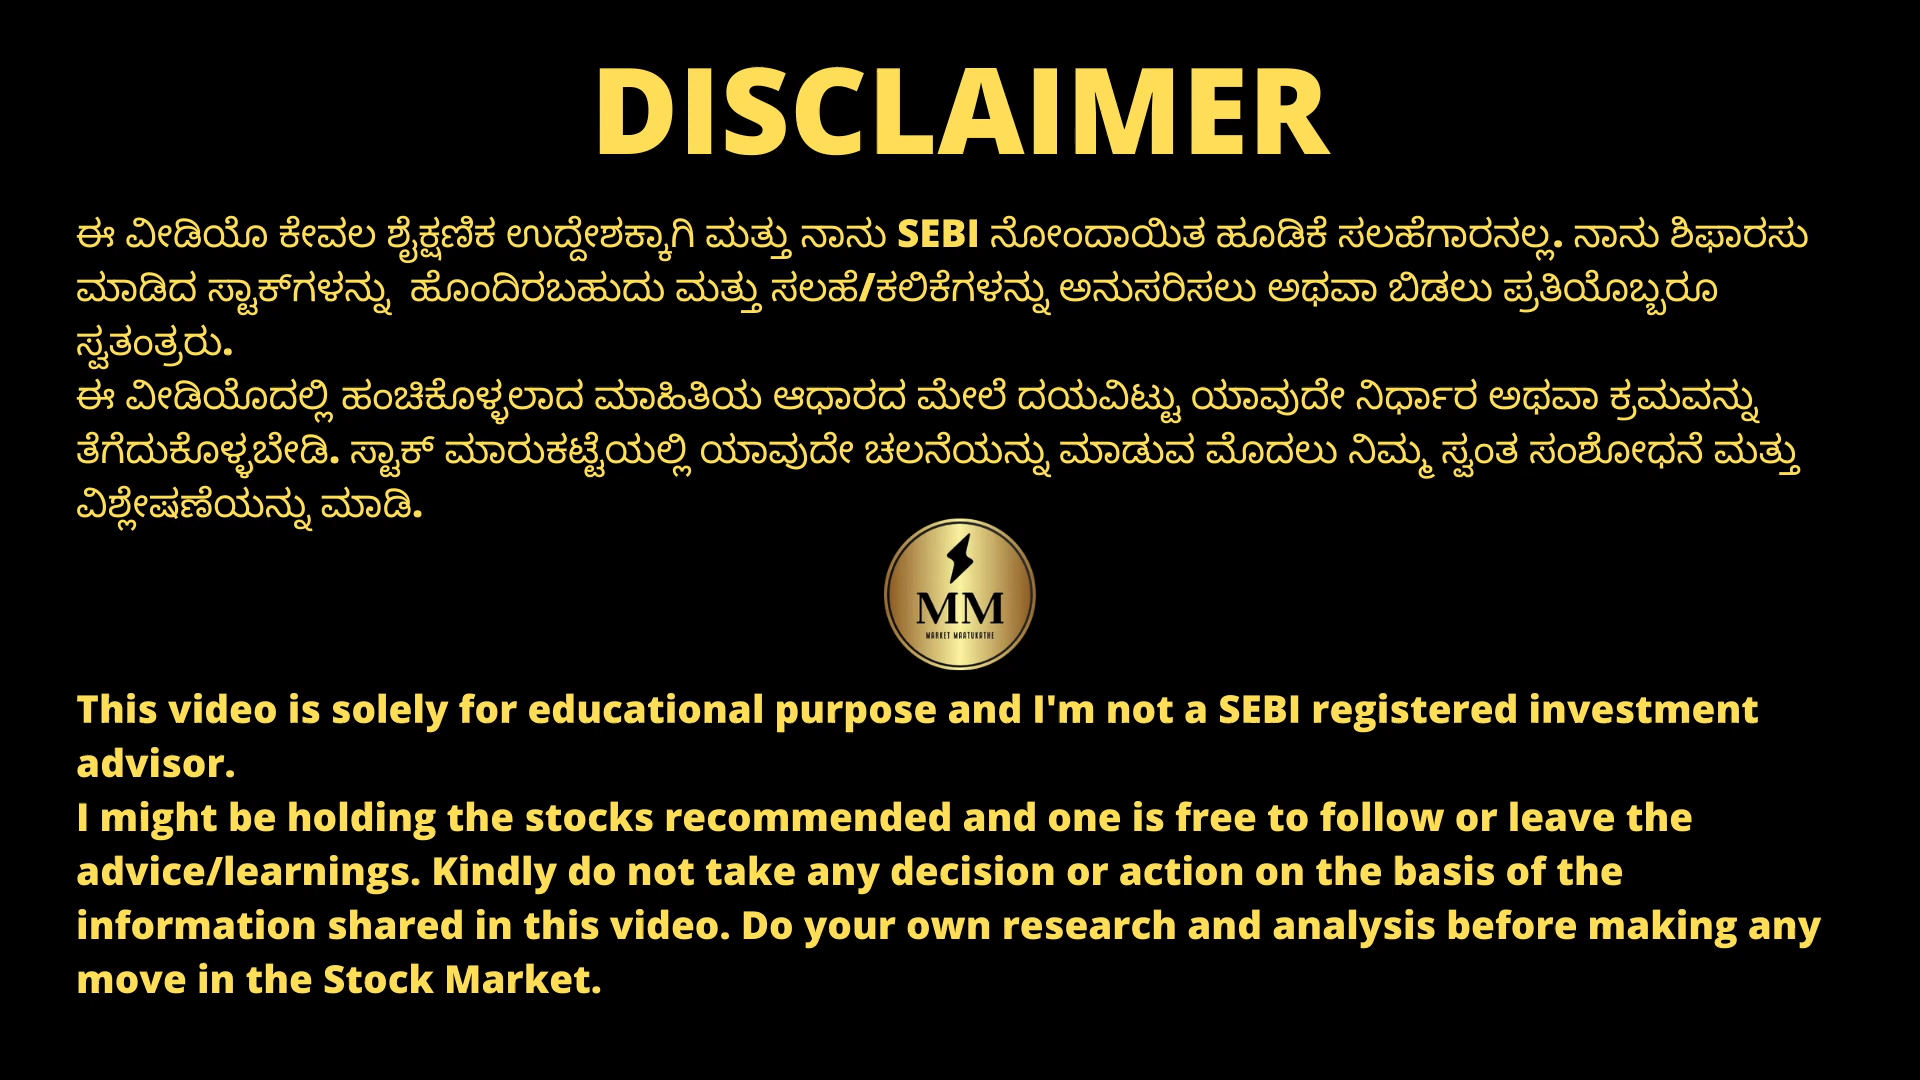 DISCLAIMER
ಈ ವೀಡಿಯೊ ಕೇವಲ ಶೈಕ್ಷಣಿಕ ಉದ್ದೇಶಕ್ಕಾಗಿ ಮತ್ತು ನಾನು SEBI ನೋಂದಾಯಿತ ಹೂಡಿಕೆ ಸಲಹೆಗಾರನಲ್ಲ. ನಾನು ಶಿಫಾರಸು
ಮಾಡಿದ ಸ್ಟಾಕ್‌ಗಳನ್ನು ಹೊಂದಿರಬಹುದು ಮತ್ತು ಸಲಹೆ/ಕಲಿಕೆಗಳನ್ನು ಅನುಸರಿಸಲು ಅಥವಾ ಬಿಡಲು ಪ್ರತಿಯೊಬ್ಬರೂ
ಸ್ವತಂತ್ರರು.
ಈ ವೀಡಿಯೊದಲ್ಲಿ ಹಂಚಿಕೊಳ್ಳಲಾದ ಮಾಹಿತಿಯ ಆಧಾರದ ಮೇಲೆ ದಯವಿಟ್ಟು ಯಾವುದೇ ನಿರ್ಧಾರ ಅಥವಾ ಕ್ರಮವನ್ನು
ತೆಗೆದುಕೊಳ್ಳಬೇಡಿ. ಸ್ಟಾಕ್ ಮಾರುಕಟ್ಟೆಯಲ್ಲಿ ಯಾವುದೇ ಚಲನೆಯನ್ನು ಮಾಡುವ ಮೊದಲು ನಿಮ್ಮ ಸ್ವಂತ ಸಂಶೋಧನೆ ಮತ್ತು
ವಿಶ್ಲೇಷಣೆಯನ್ನು ಮಾಡಿ.
MM
MARKET MAATUKATHE
This video is solely for educational purpose and I'm not a SEBI registered investment
advisor.
I might be holding the stocks recommended and one is free to follow or leave the
advice/learnings. Kindly do not take any decision or action on the basis of the
information shared in this video. Do your own research and analysis before making any
move in the Stock Market.